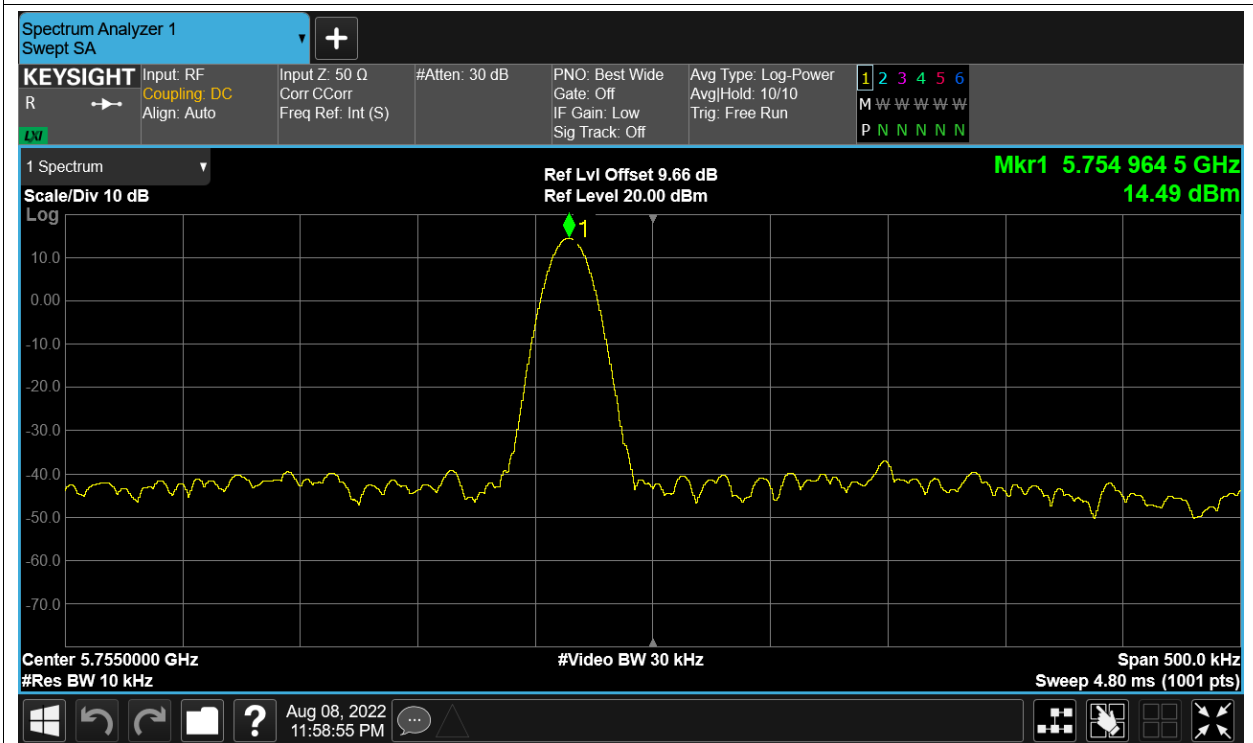 Spectrum Analyzer 1
Swept SA
KEYSIGHT
R
LXI
Input: RF
Coupling: DC
Align: Auto
Input Z: 50 Ω
Corr CCorr
Freq Ref: Int (S)
#Atten: 30 dB
PNO: Best Wide
Gate: Off
IF Gain: Low
Sig Track: Off
Avg Type: Log-Power
Avg|Hold: 10/10
Trig: Free Run
1 2 3 4 5 6
M W W W W W
P N N N N N
1 Spectrum
Scale/Div 10 dB
Log
Ref Lvl Offset 9.66 dB
Ref Level 20.00 dBm
Mkr1 5.754 964 5 GHz
14.49 dBm
1
10.0
0.00
-10.0
-20.0
-30.0
-40.0
-50.0
-60.0
-70.0
Center 5.7550000 GHz
#Res BW 10 kHz
#Video BW 30 kHz
Span 500.0 kHz
Sweep 4.80 ms (1001 pts)
?
Aug 08, 2022
11:58:55 PM